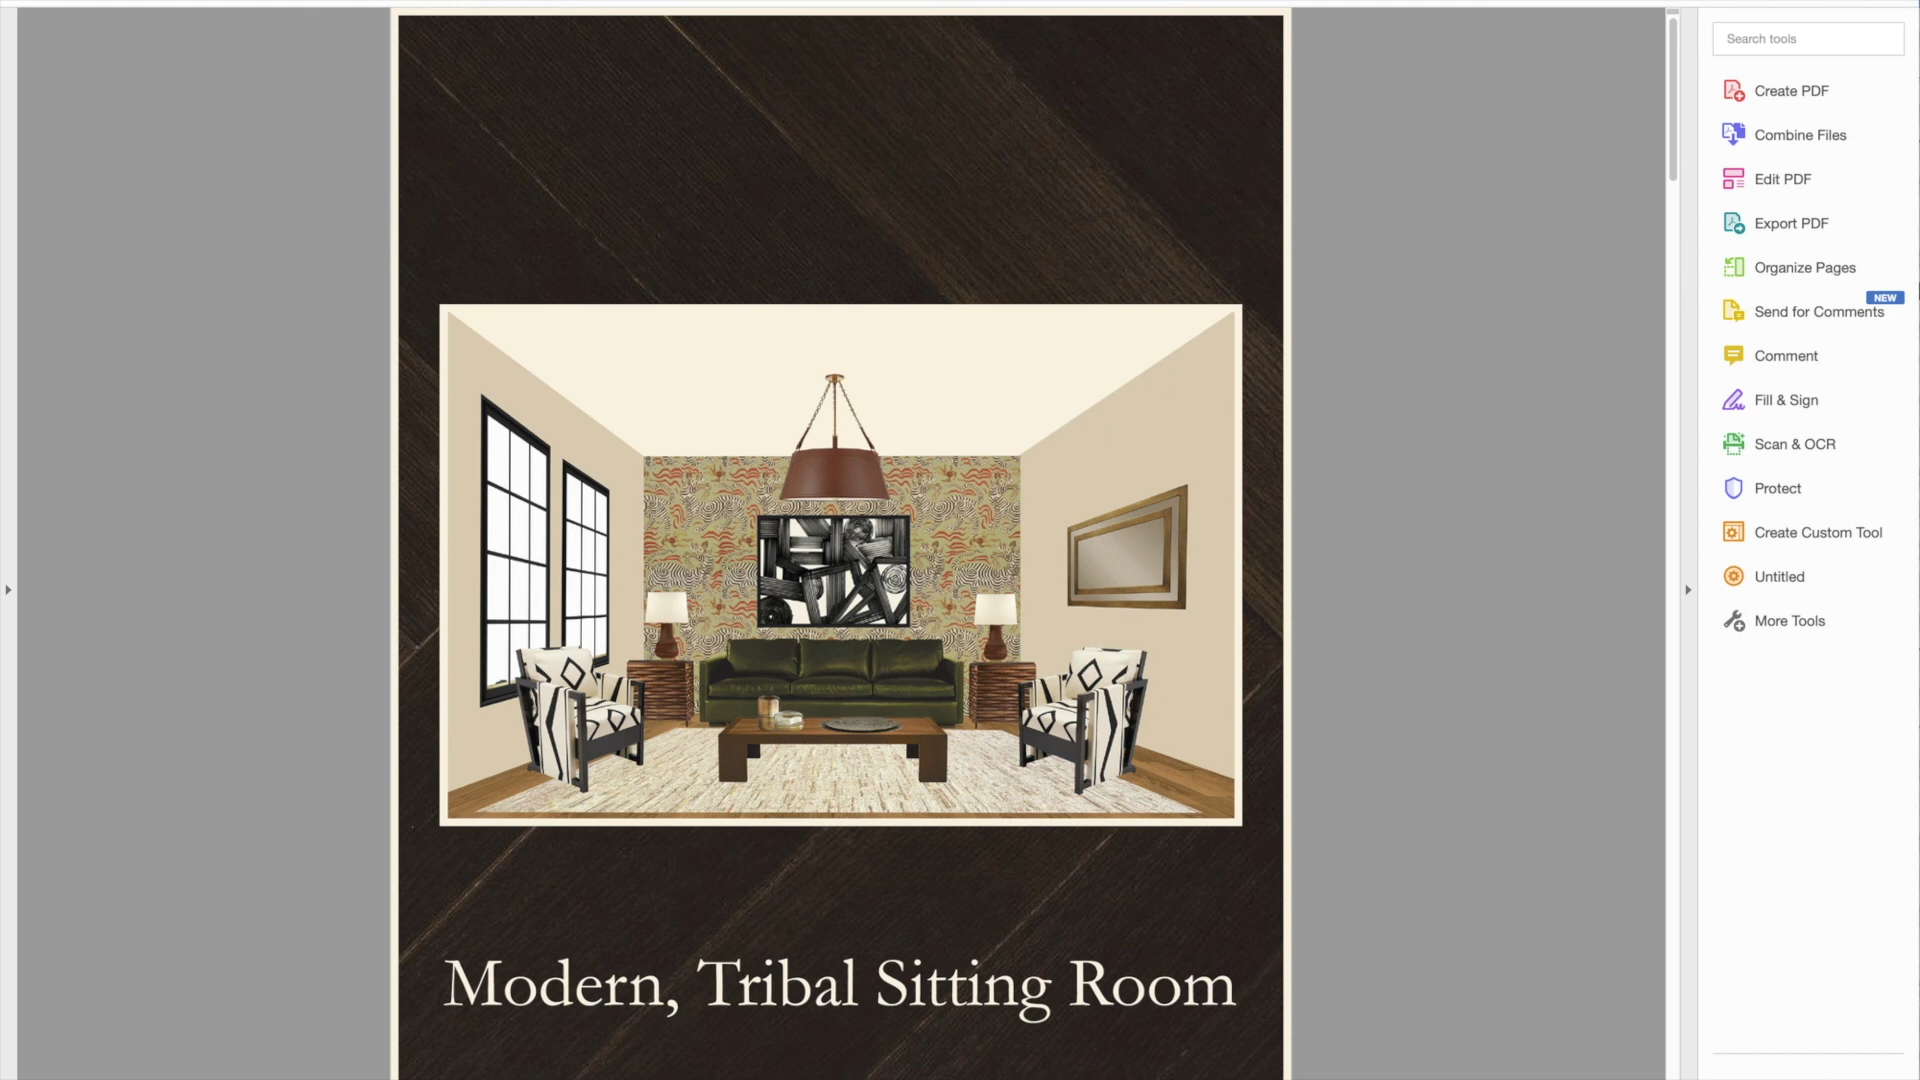 Search tools
Create PDF
Combine Files
Edit PDF
Export PDF
Organize Pages
NEW
Send for Comments
Comment
Fill & Sign
Scan & OCR
Protect
Create Custom Tool
Untitled
More Tools
Modern, Tribal Sitting Room